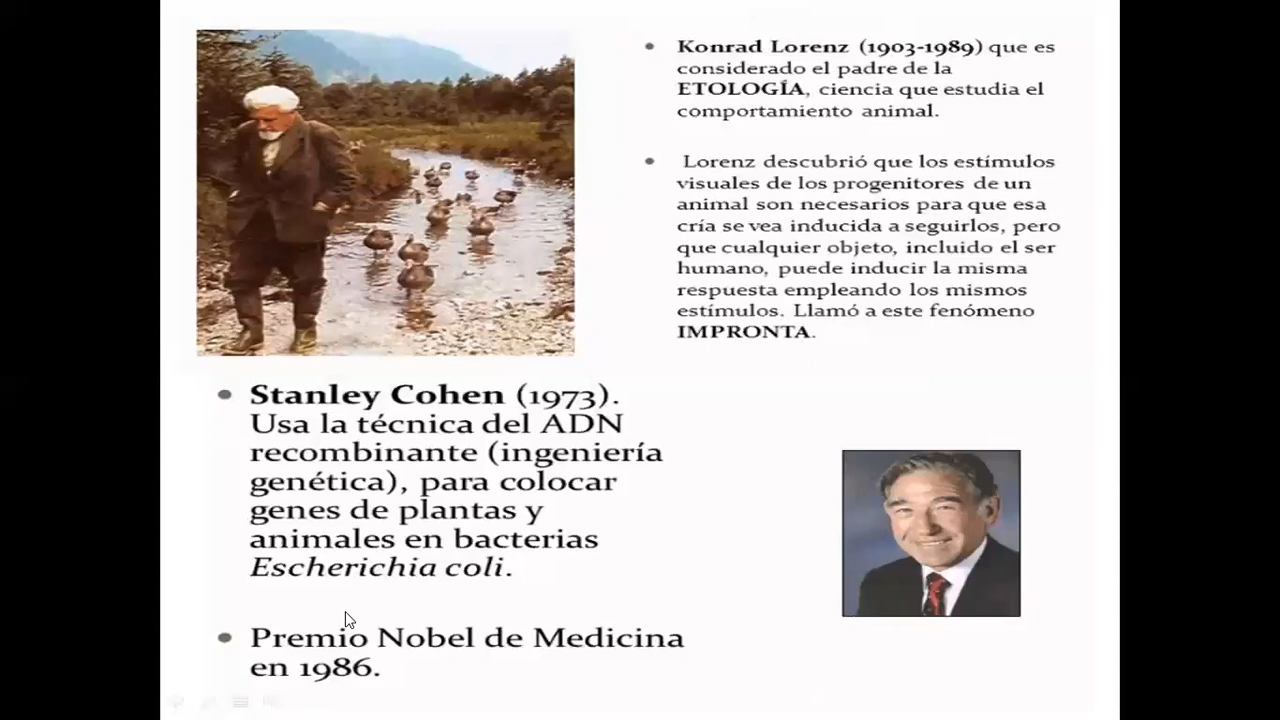 Konrad Lorenz (1903-1989) que es
considerado el padre de la
ETOLOGÍA, ciencia que estudia el
comportamiento animal.
Lorenz descubrió que los estímulos
visuales de los progenitores de un
animal son necesarios para que esa
cría se vea inducida a seguirlos, pero
que cualquier objeto, incluido el ser
humano, puede inducir la misma
respuesta empleando los mismos
estímulos. Llamó a este fenómeno
IMPRONTA.
Stanley Cohen (1973).
Usa la técnica del ADN
recombinante (ingeniería
genética), para colocar
genes de plantas y
animales en bacterias
Escherichia coli.
Premio Nobel de Medicina
en 1986.